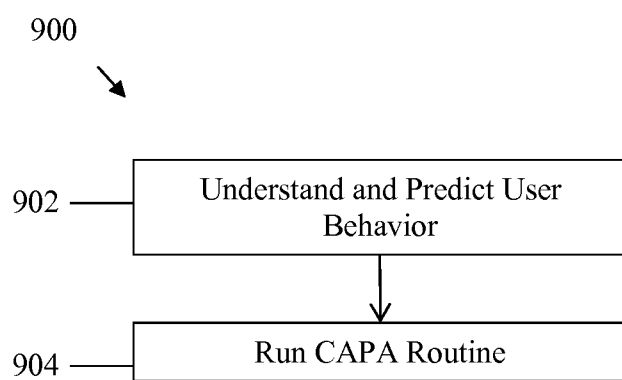 900
902
Understand and Predict User
Behavior
904
Run CAPA Routine